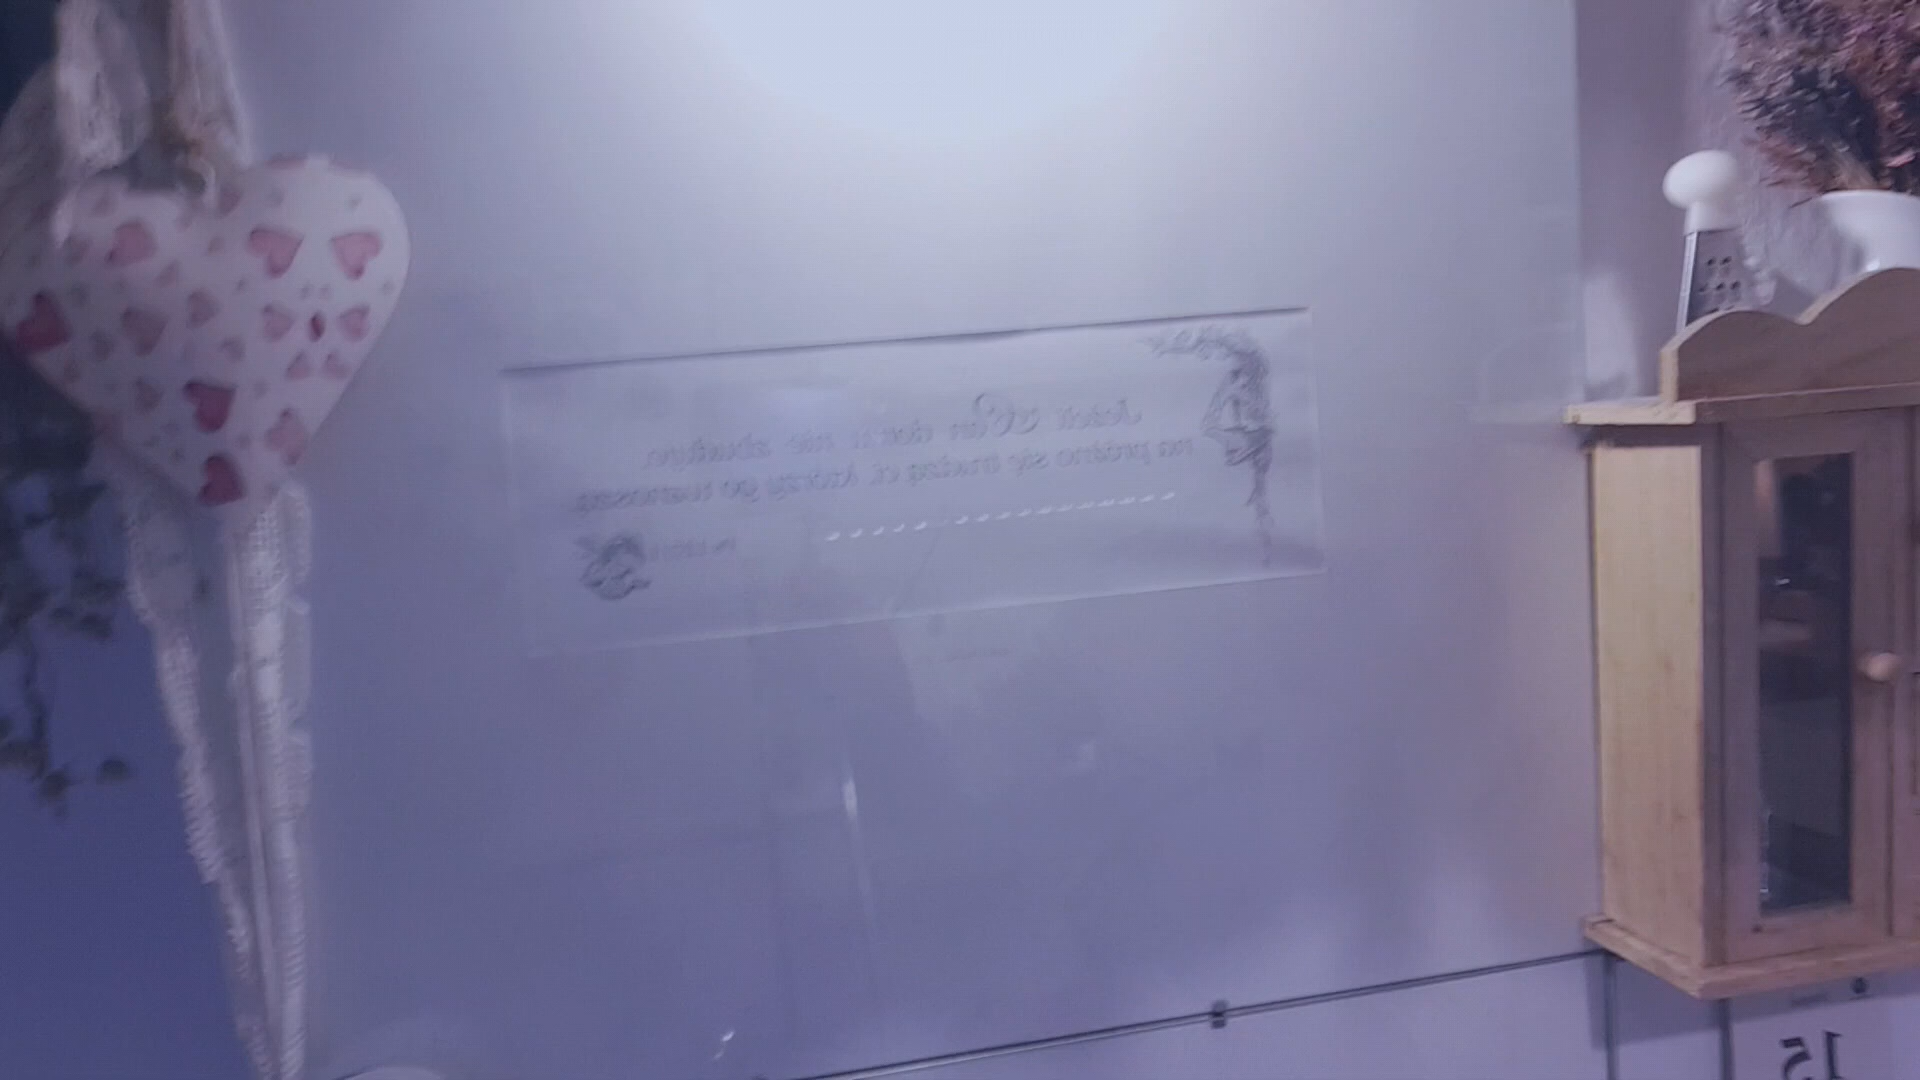 Jeżeli Pan domu nie zbuduje,
na próżno się trudzą ci, którzy go wznoszą.
15